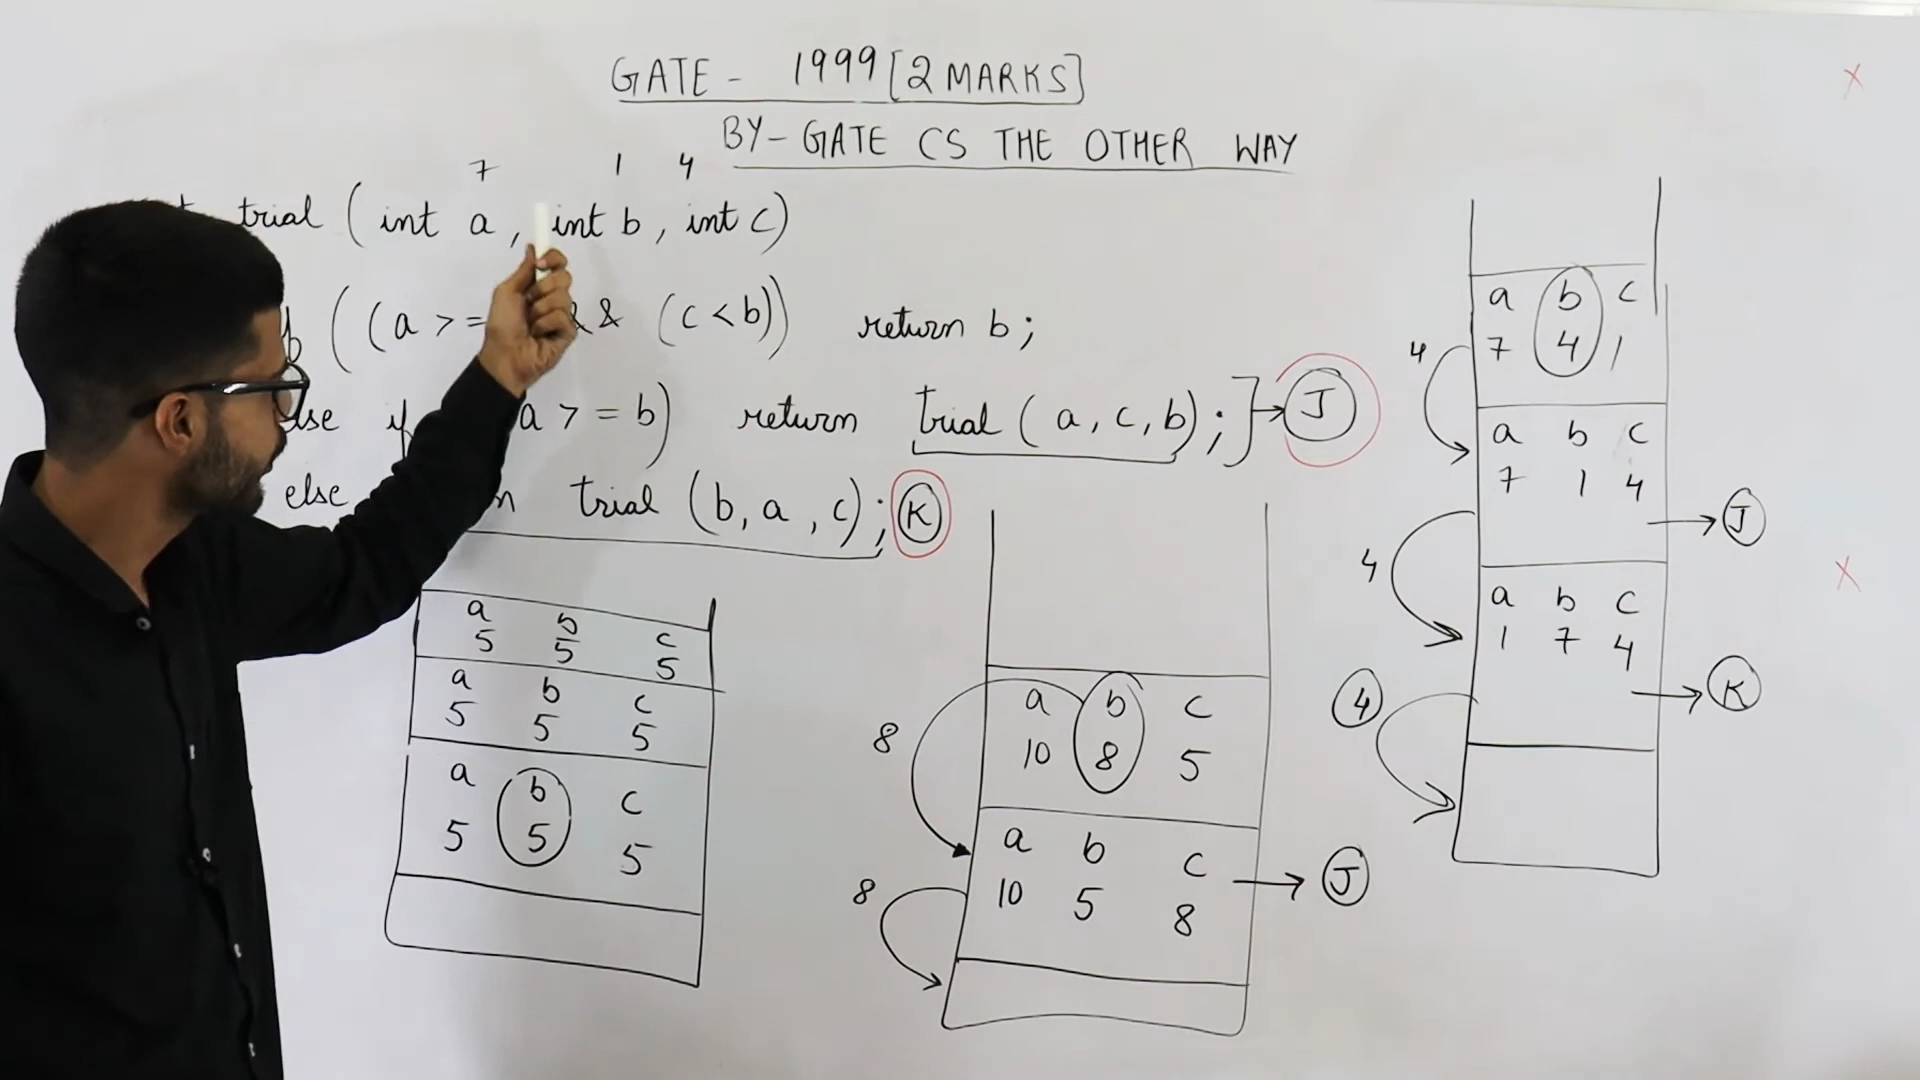 GATE - 1999 [2 MARKS]
BY - GATE CS THE OTHER WAY
7 1 4
trial ( int a , int b , int c)
((a >= && (c < b)) return b;
if a > = b) return trial ( a, c, b) ; ] → J
else trial (b, a , c) ; K
a b c
5 5 5
a b c
5 5 5
a b c
5 5 5
a b c
10 8 5
8
a b c
10 5 8
→ J
8
a b c
7 4 1
4
a b c
7 1 4
→ J
4
a b c
1 7 4
→ K
4
X
X